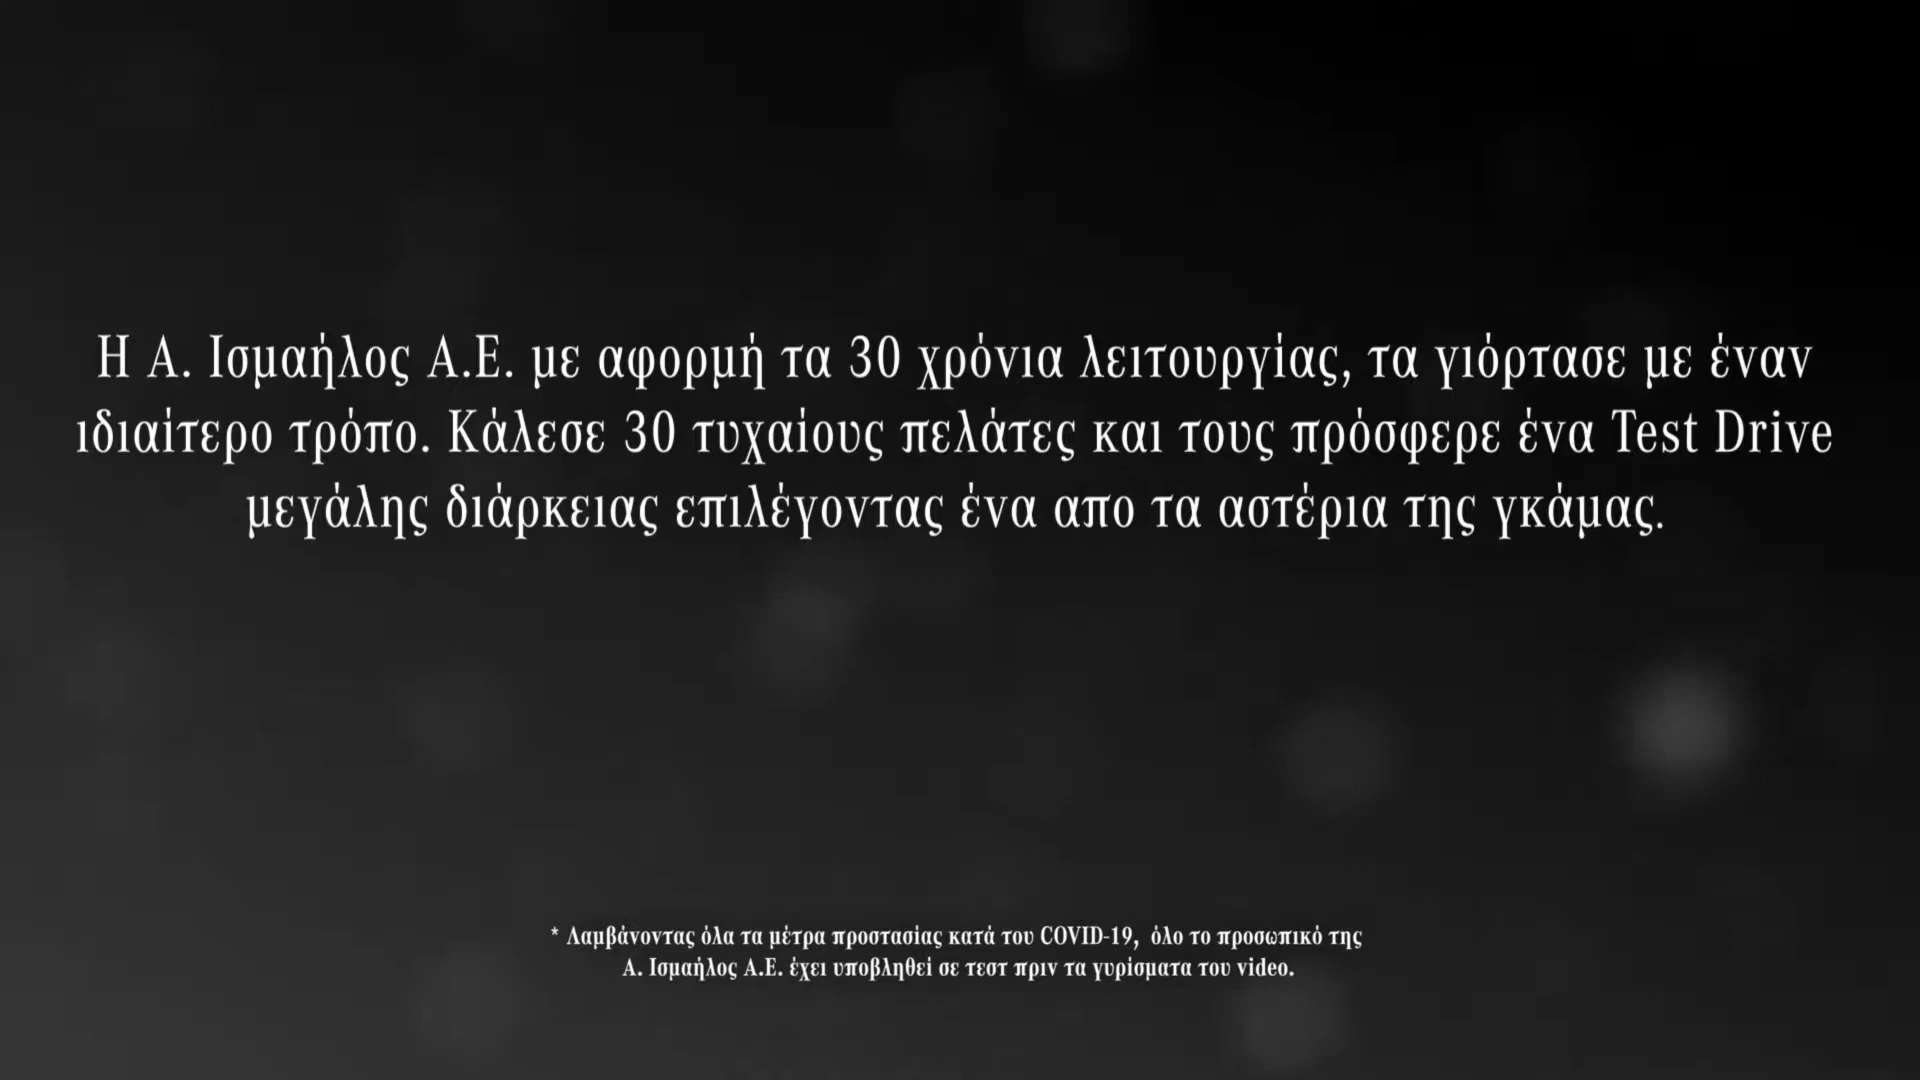 Η Α. Ισμαήλος Α.Ε. με αφορμή τα 30 χρόνια λειτουργίας, τα γιόρτασε με έναν
ιδιαίτερο τρόπο. Κάλεσε 30 τυχαίους πελάτες και τους πρόσφερε ένα Test Drive
μεγάλης διάρκειας επιλέγοντας ένα απο τα αστέρια της γκάμας.
* Λαμβάνοντας όλα τα μέτρα προστασίας κατά του COVID-19, όλο το προσωπικό της
Α. Ισμαήλος Α.Ε. έχει υποβληθεί σε τεστ πριν τα γυρίσματα του video.